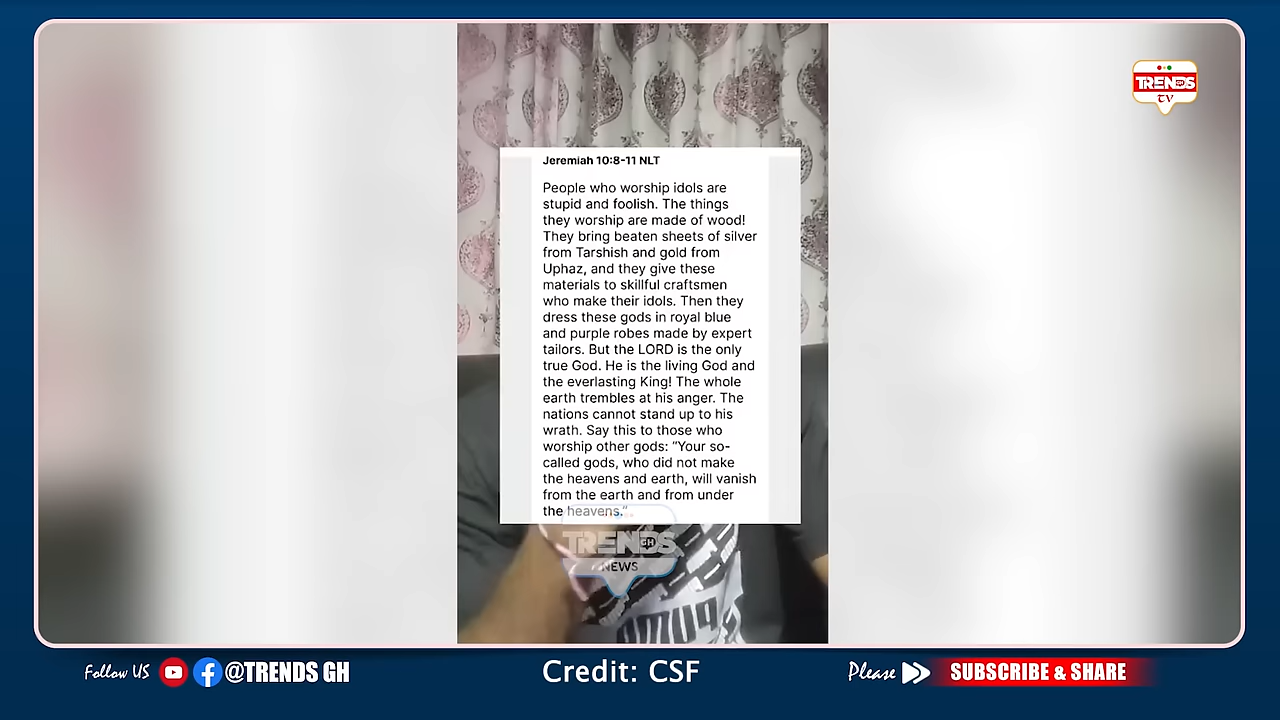 TRENDS
TV
Jeremiah 10:8-11 NLT
People who worship idols are
stupid and foolish. The things
they worship are made of wood!
They bring beaten sheets of silver
from Tarshish and gold from
Uphaz, and they give these
materials to skillful craftsmen
who make their idols. Then they
dress these gods in royal blue
and purple robes made by expert
tailors. But the LORD is the only
true God. He is the living God and
the everlasting King! The whole
earth trembles at his anger. The
nations cannot stand up to his
wrath. Say this to those who
worship other gods: “Your so-
called gods, who did not make
the heavens and earth, will vanish
from the earth and from under
the heavens.”
TRENDS GH
NEWS
Follow US @TRENDS GH
Credit: CSF
Please SUBSCRIBE & SHARE